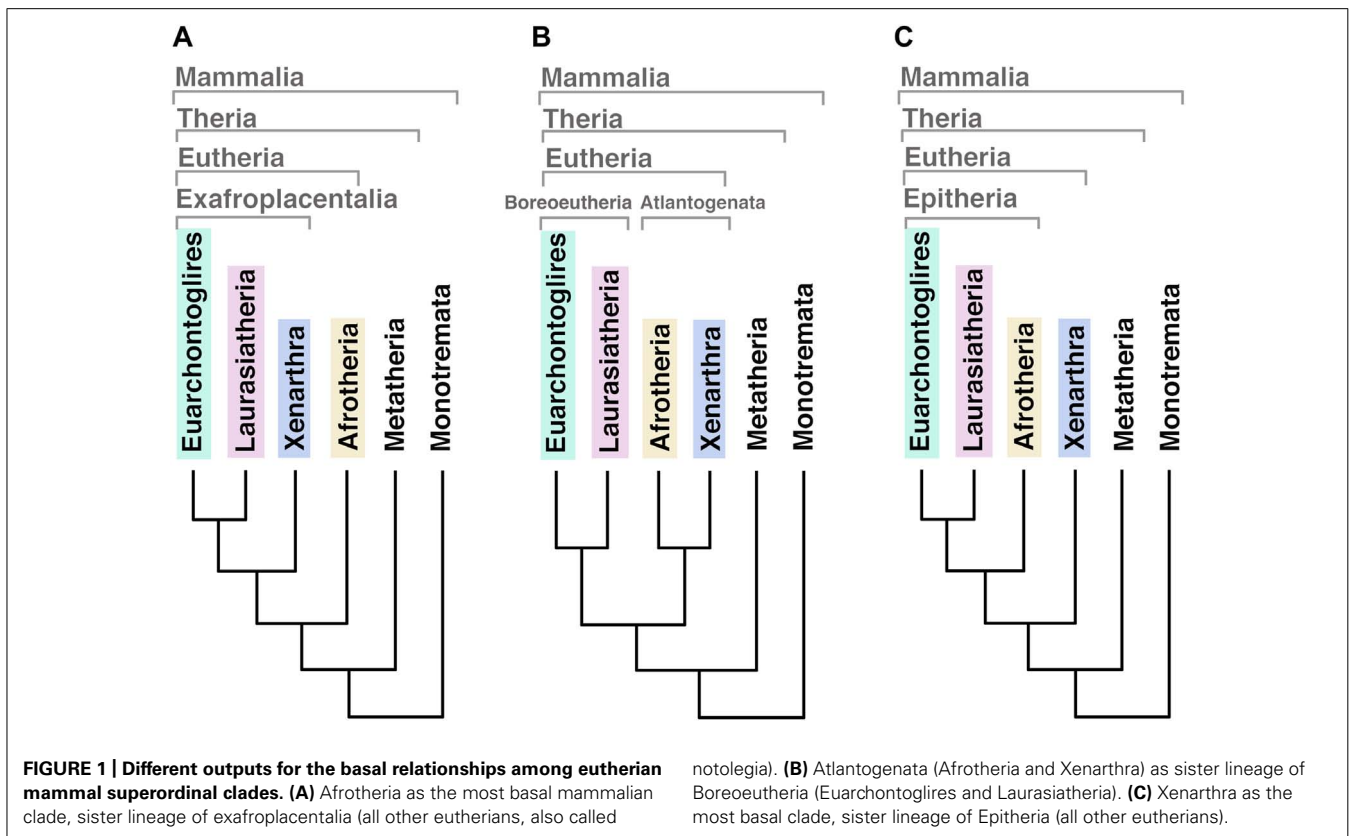 A
B
C
Mammalia
Theria
Eutheria
Exafroplacentalia
Euarchontoglires
Laurasiatheria
Xenarthra
Afrotheria
Metatheria
Monotremata
Mammalia
Theria
Eutheria
Boreoeutheria
Atlantogenata
Euarchontoglires
Laurasiatheria
Afrotheria
Xenarthra
Metatheria
Monotremata
Mammalia
Theria
Eutheria
Epitheria
Euarchontoglires
Laurasiatheria
Afrotheria
Xenarthra
Metatheria
Monotremata
FIGURE 1 | Different outputs for the basal relationships among eutherian
mammal superordinal clades. (A) Afrotheria as the most basal mammalian
clade, sister lineage of exafroplacentalia (all other eutherians, also called
notolegia). (B) Atlantogenata (Afrotheria and Xenarthra) as sister lineage of
Boreoeutheria (Euarchontoglires and Laurasiatheria). (C) Xenarthra as the
most basal clade, sister lineage of Epitheria (all other eutherians).